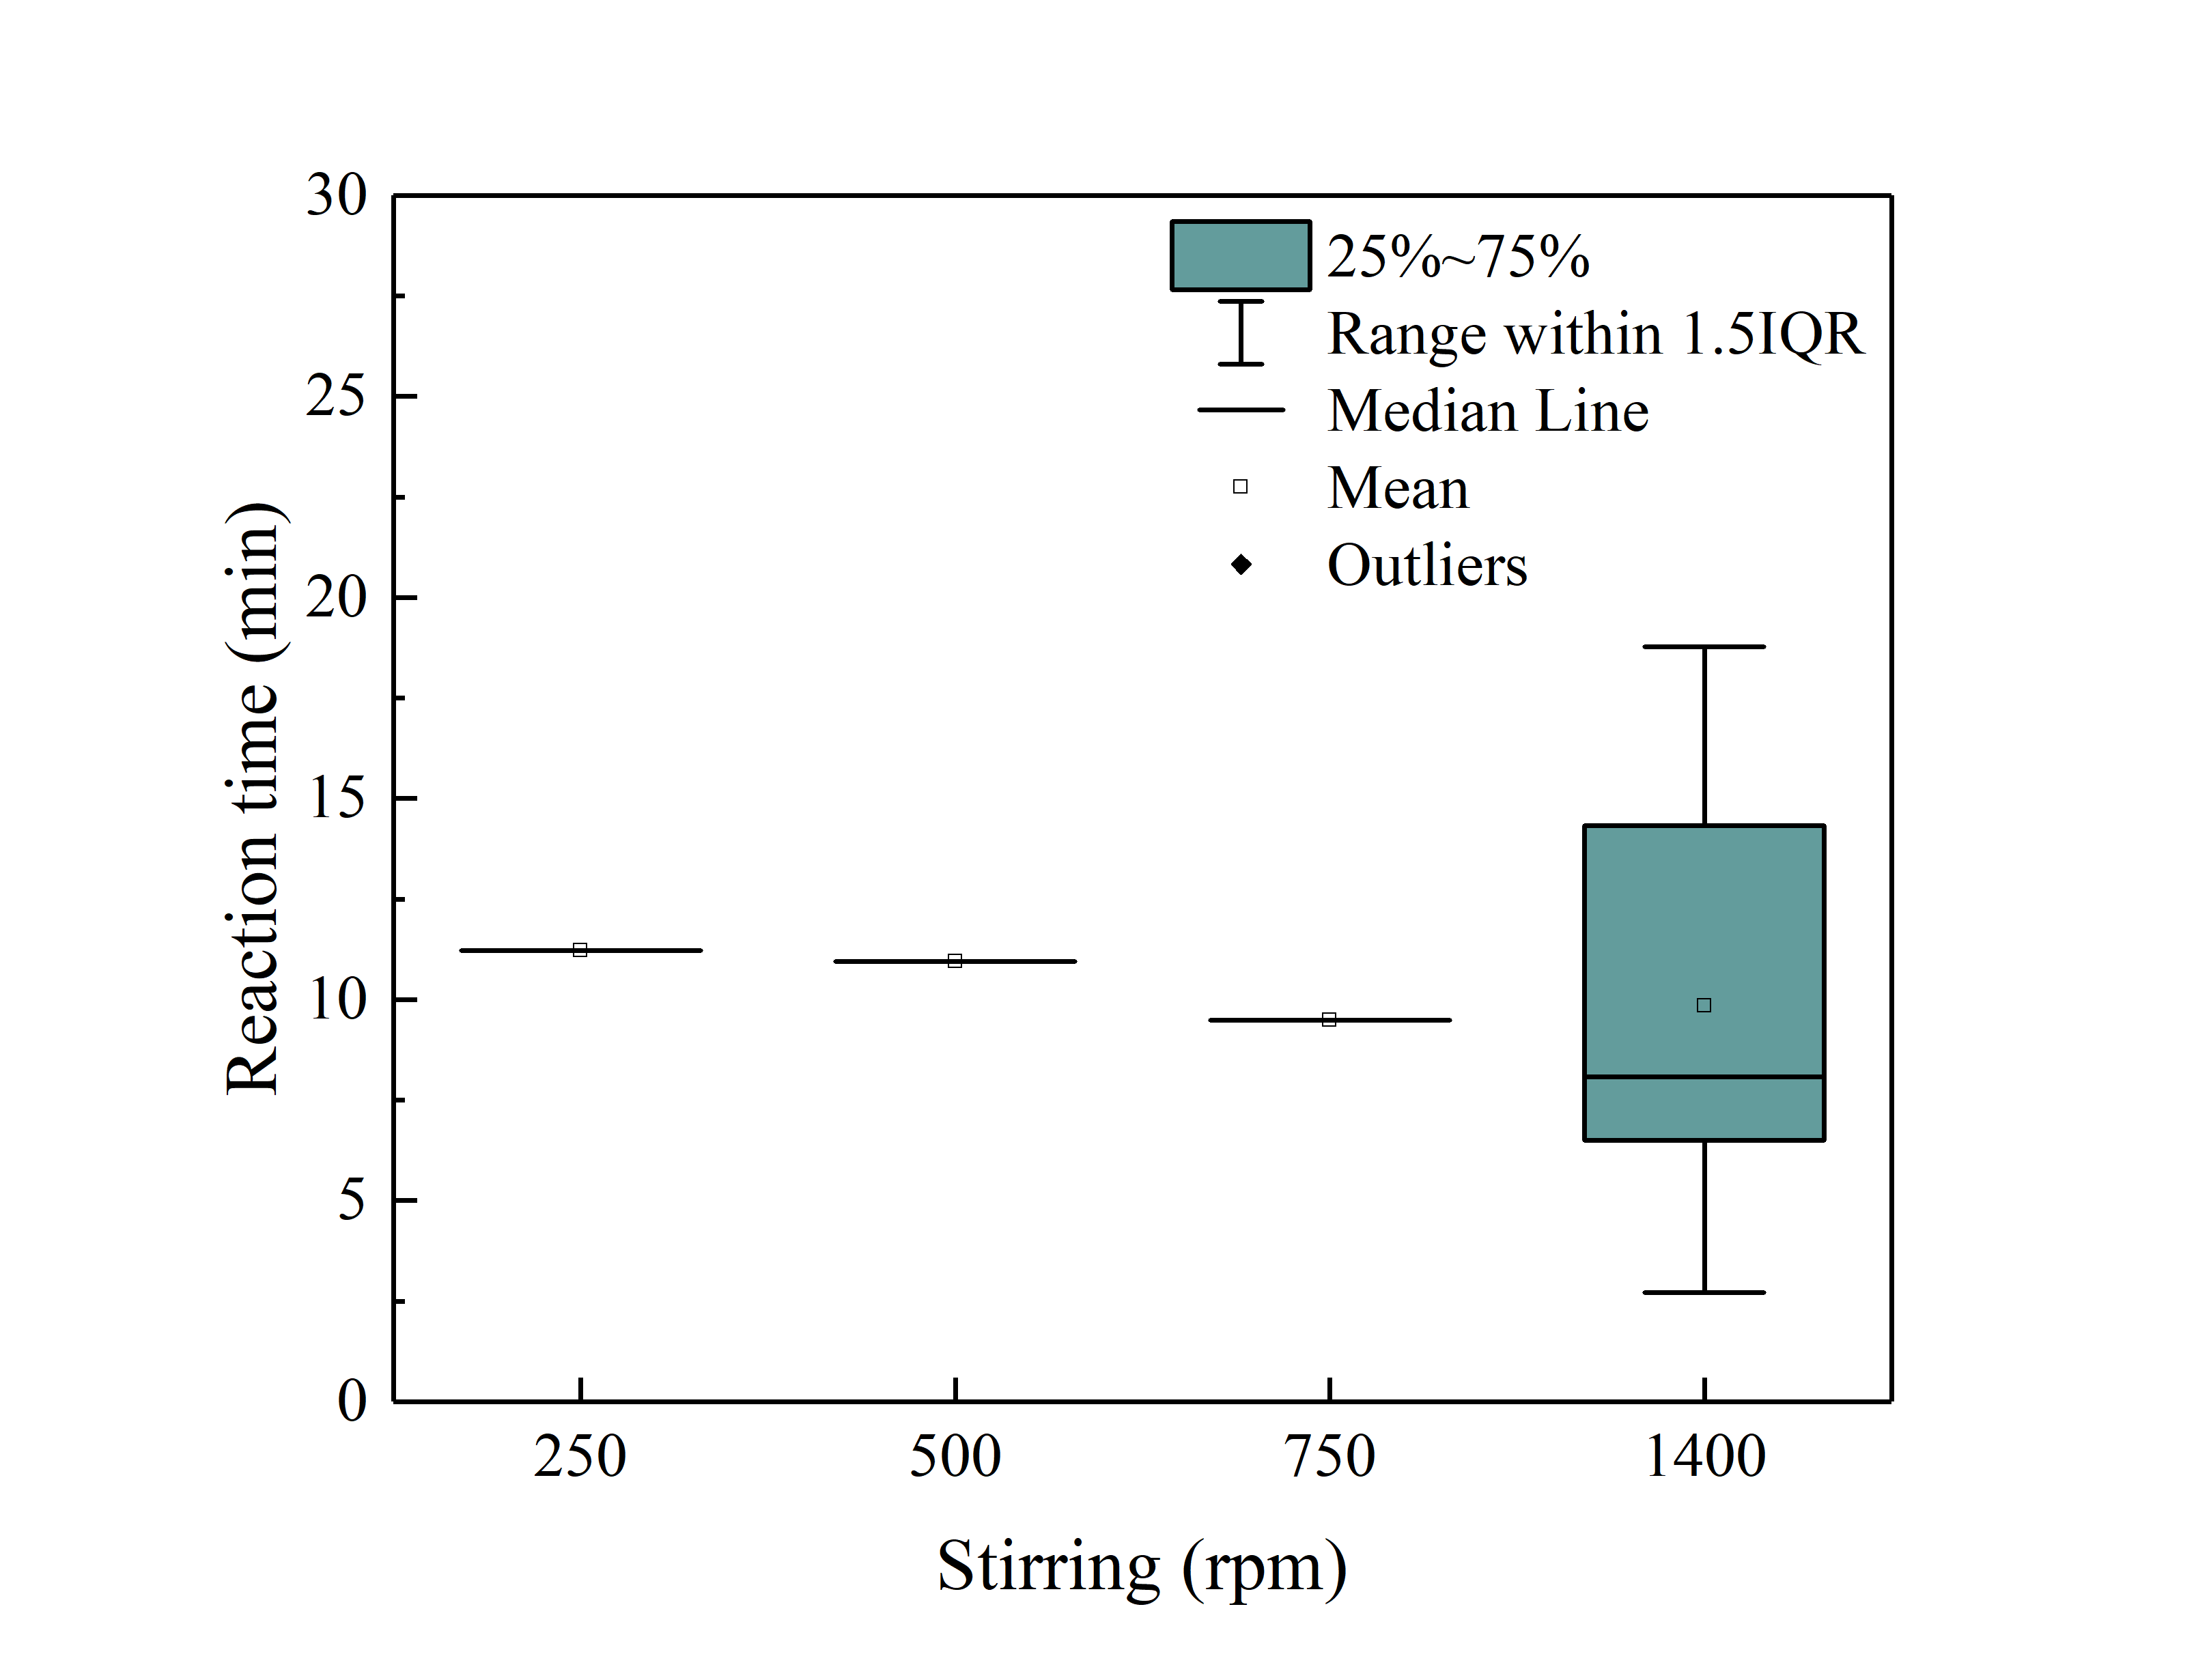 30
25
20
15
10
5
0
Reaction time (min)
25%~75%
Range within 1.5IQR
Median Line
Mean
Outliers
250 500 750 1400
Stirring (rpm)